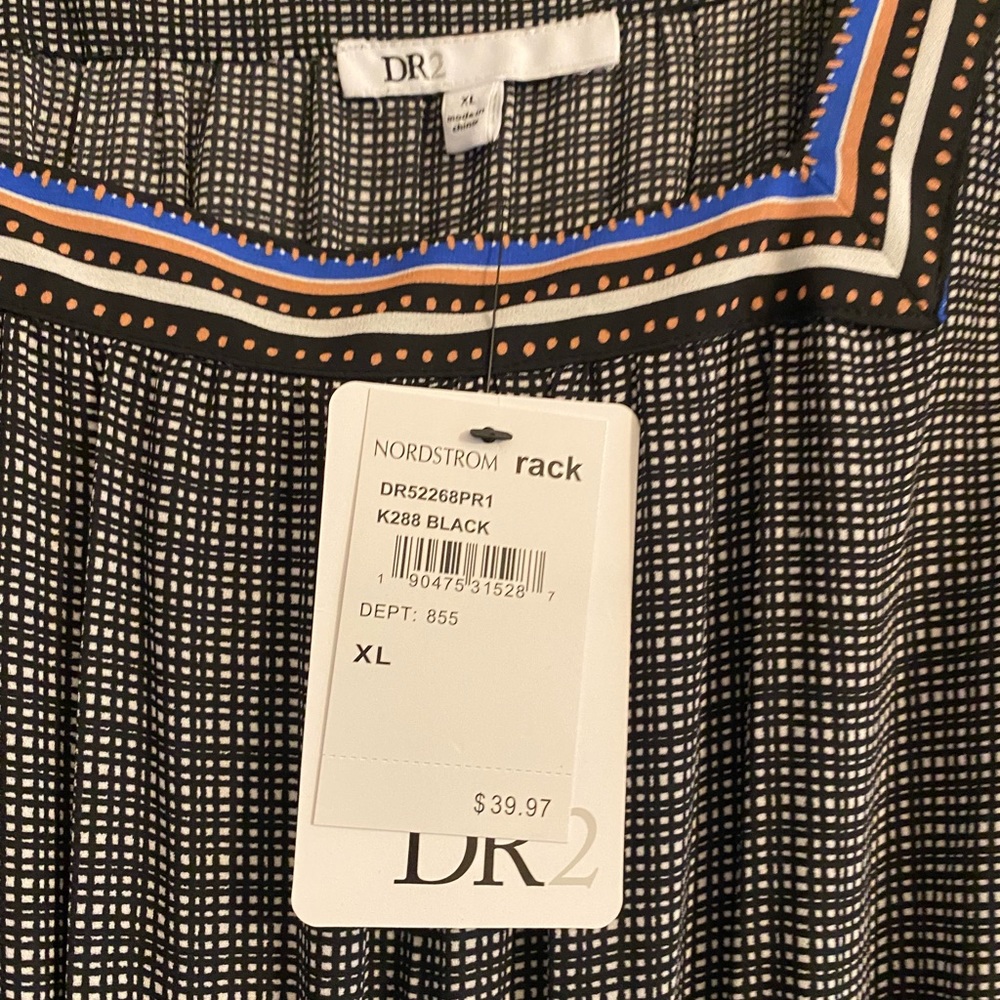 DR2
XL
made in
china
NORDSTROM rack
DR52268PR1
K288 BLACK
1 90475 31528 7
DEPT: 855
XL
$39.97
DR2